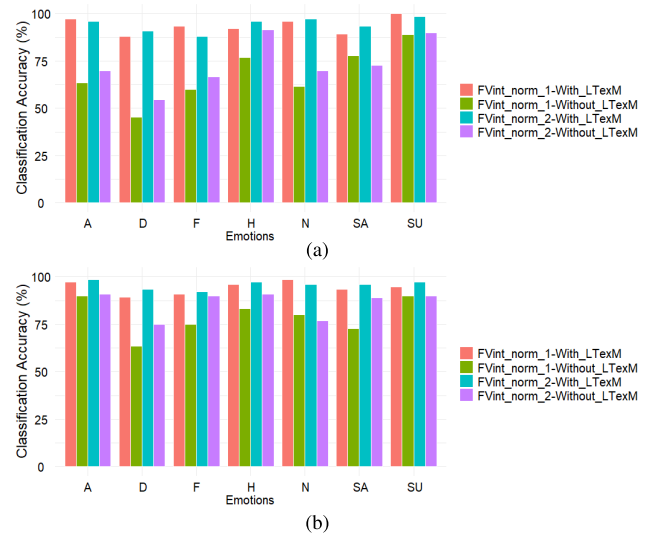 Classification Accuracy (%)
100
75
50
25
0
A D F H N SA SU
Emotions
FVint_norm_1-With_LTexM
FVint_norm_1-Without_LTexM
FVint_norm_2-With_LTexM
FVint_norm_2-Without_LTexM
(a)
Classification Accuracy (%)
100
75
50
25
0
A D F H N SA SU
Emotions
FVint_norm_1-With_LTexM
FVint_norm_1-Without_LTexM
FVint_norm_2-With_LTexM
FVint_norm_2-Without_LTexM
(b)